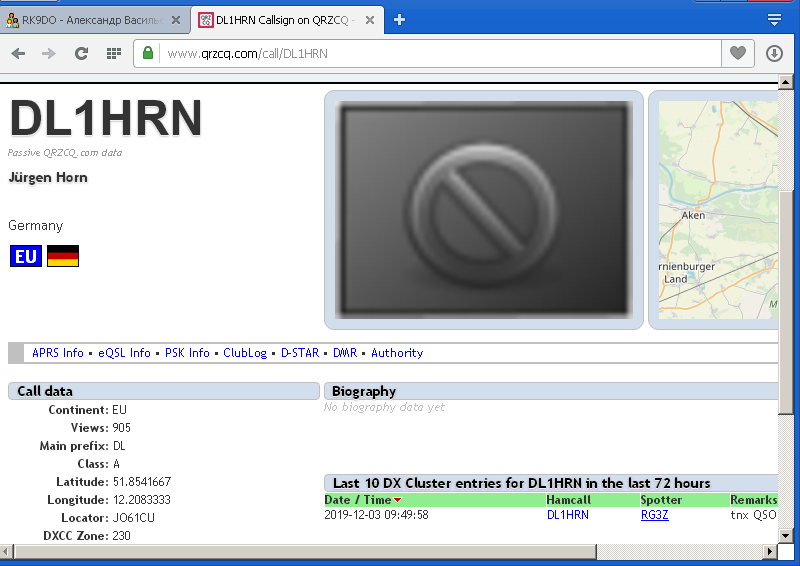 RK9DO - Александр Василь
DL1HRN Callsign on QRZCQ -
www.qrzcq.com/call/DL1HRN
DL1HRN
Passive QRZCQ.com data
Jürgen Horn
Germany
EU
Aken
rnienburger
Land
APRS Info • eQSL Info • PSK Info • ClubLog • D-STAR • DMR • Authority
Call data
Continent: EU
Views: 905
Main prefix: DL
Class: A
Latitude: 51.8541667
Longitude: 12.2083333
Locator: JO61CU
DXCC Zone: 230
Biography
No biography data yet
Last 10 DX Cluster entries for DL1HRN in the last 72 hours
Date / Time Hamcall Spotter Remarks
2019-12-03 09:49:58 DL1HRN RG3Z tnx QSO